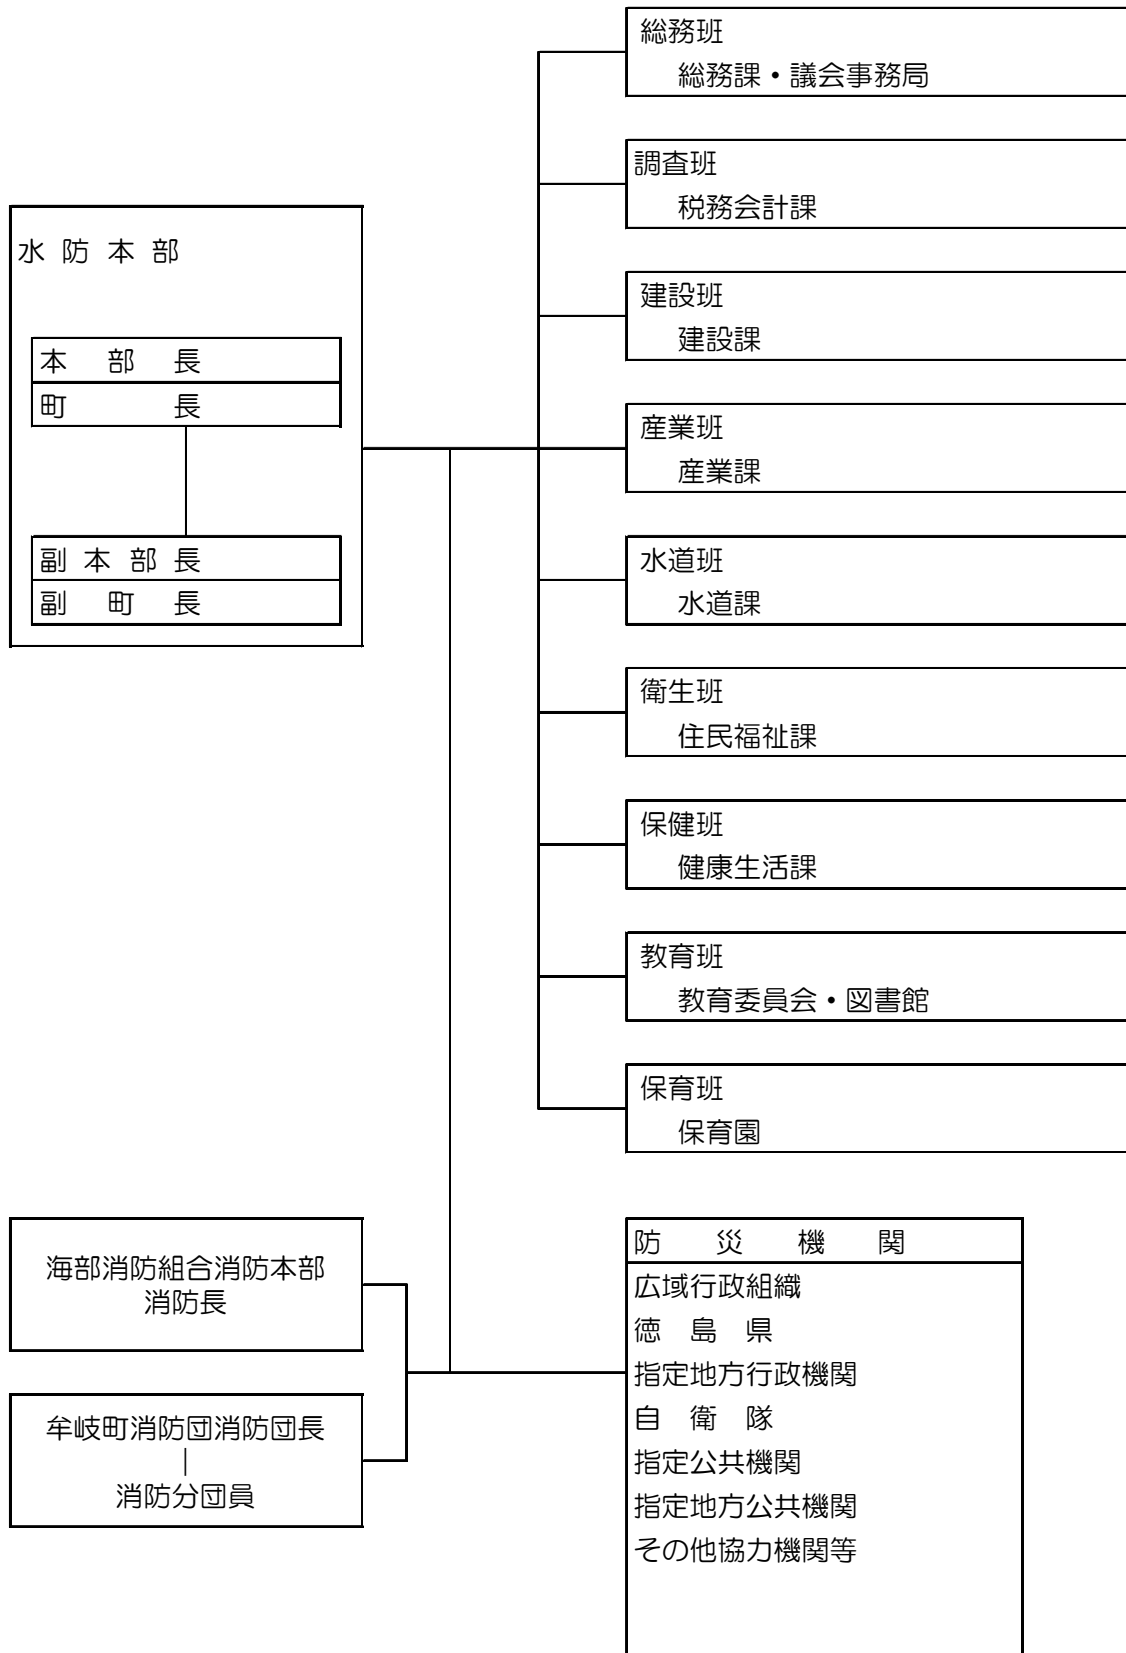 水 防 本 部
本 部 長
町 長
副 本 部 長
副 町 長
総務班
総務課・議会事務局
調査班
税務会計課
建設班
建設課
産業班
産業課
水道班
水道課
衛生班
住民福祉課
保健班
健康生活課
教育班
教育委員会・図書館
保育班
保育園
海部消防組合消防本部
消防長
牟岐町消防団消防団長
|
消防分団員
防 災 機 関
広域行政組織
徳 島 県
指定地方行政機関
自 衛 隊
指定公共機関
指定地方公共機関
その他協力機関等